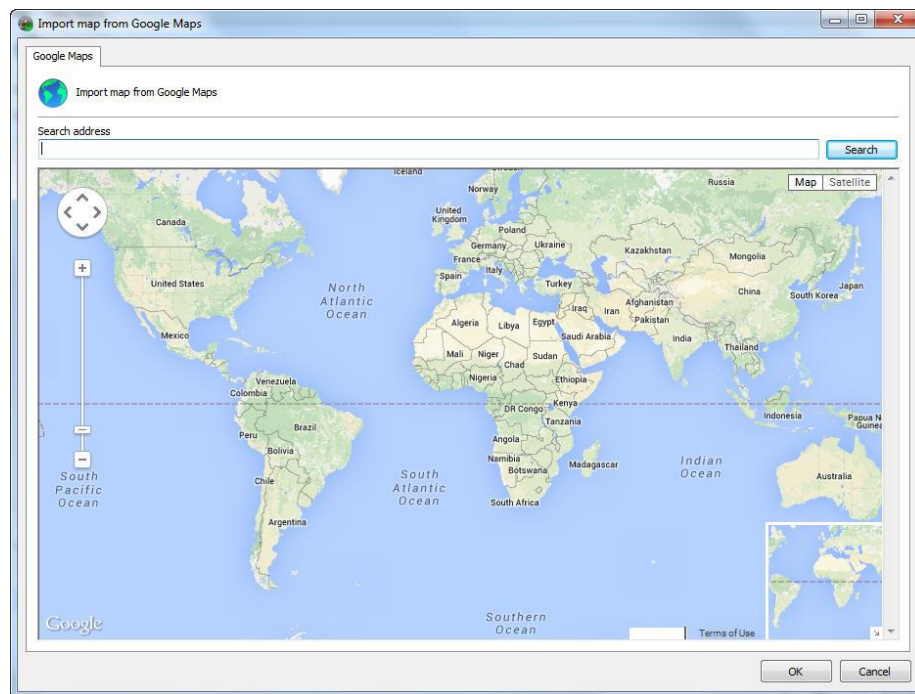 Import map from Google Maps
Google Maps
Import map from Google Maps
Search address
Search
Iceland
Norway
Russia
Map Satellite
Canada
United
Kingdom
Poland
Germany
Ukraine
Kazakhstan
Mongolia
France
Italy
Spain
Turkey
United States
North
Atlantic
Ocean
China
South Korea
Japan
Afghanistan
Iraq
Iran
Pakistan
Algeria
Libya
Egypt
Saudi Arabia
India
Mexico
Thailand
Mali
Niger
Chad
Sudan
Nigeria
Ethiopia
Venezuela
Colombia
DR Congo
Kenya
Tanzania
Indonesia
Papua N
Guinea
Brazil
Peru
Bolivia
Angola
Namibia
Botswana
Madagascar
Indian
Ocean
Australia
South
Pacific
Ocean
Chile
South
Atlantic
Ocean
South Africa
Argentina
Southern
Ocean
Google
Terms of Use
OK
Cancel